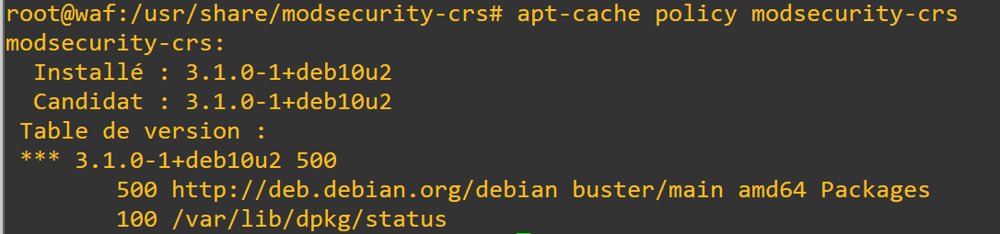 root@waf:/usr/share/modsecurity-crs# apt-cache policy modsecurity-crs
modsecurity-crs:
  Installé : 3.1.0-1+deb10u2
  Candidat : 3.1.0-1+deb10u2
 Table de version :
 *** 3.1.0-1+deb10u2 500
        500 http://deb.debian.org/debian buster/main amd64 Packages
        100 /var/lib/dpkg/status